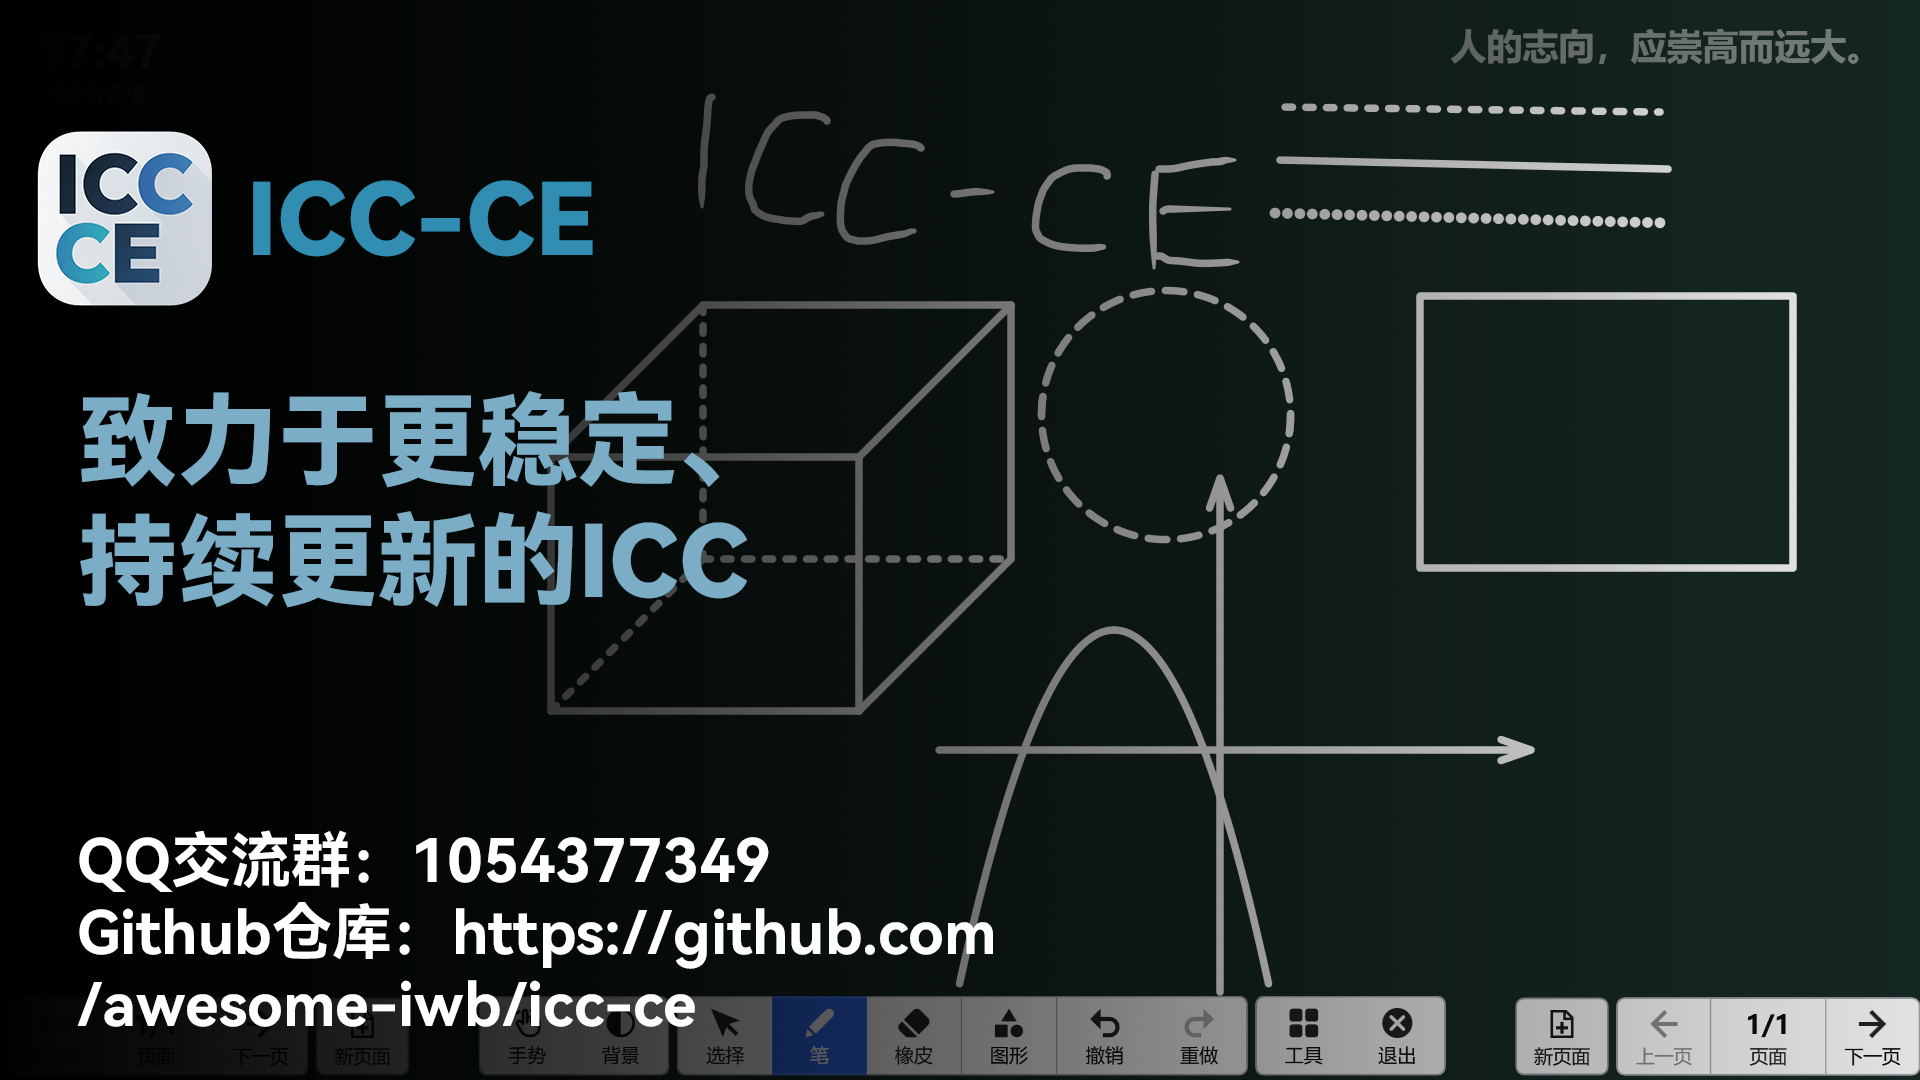 17:47
2025/6/8
人的志向，应崇高而远大。
ICC
CE
ICC-CE
ICC-CE
致力于更稳定、
持续更新的ICC
QQ交流群：1054377349
Github仓库：https://github.com
/awesome-iwb/icc-ce
页面
下一页
新页面
手势
背景
选择
笔
橡皮
图形
撤销
重做
工具
退出
新页面
上一页
1/1
页面
下一页